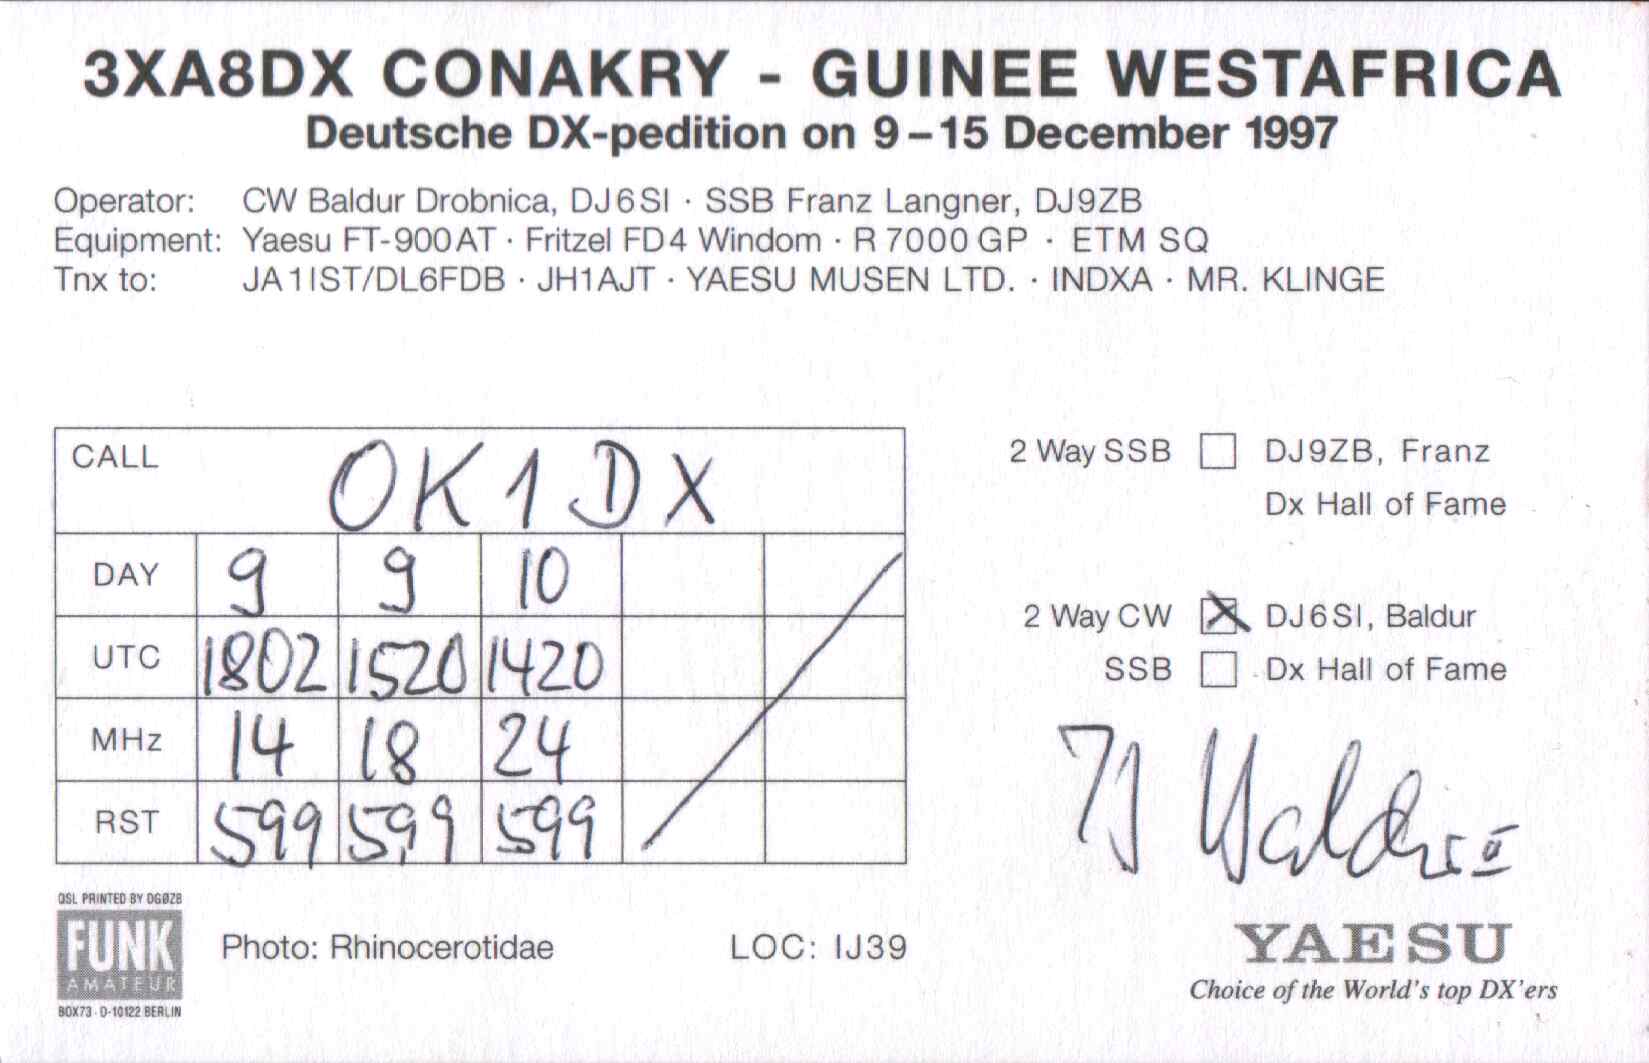 3XA8DX CONAKRY - GUINEE WESTAFRICA
Deutsche DX-pedition on 9–15 December 1997
Operator: CW Baldur Drobnica, DJ6SI · SSB Franz Langner, DJ9ZB
Equipment: Yaesu FT-900AT · Fritzel FD4 Windom · R 7000 GP · ETM SQ
Tnx to: JA1IST/DL6FDB · JH1AJT · YAESU MUSEN LTD. · INDXA · MR. KLINGE
CALL OK1DX
DAY 9 9 10
UTC 1802 1520 1420
MHz 14 18 24
RST 599 599 599
2 Way SSB DJ9ZB, Franz
Dx Hall of Fame
2 Way CW DJ6SI, Baldur
SSB Dx Hall of Fame
QSL PRINTED BY DGØZB
FUNK
AMATEUR
BOX73 · D-10122 BERLIN
Photo: Rhinocerotidae
LOC: IJ39
YAESU
Choice of the World's top DX'ers